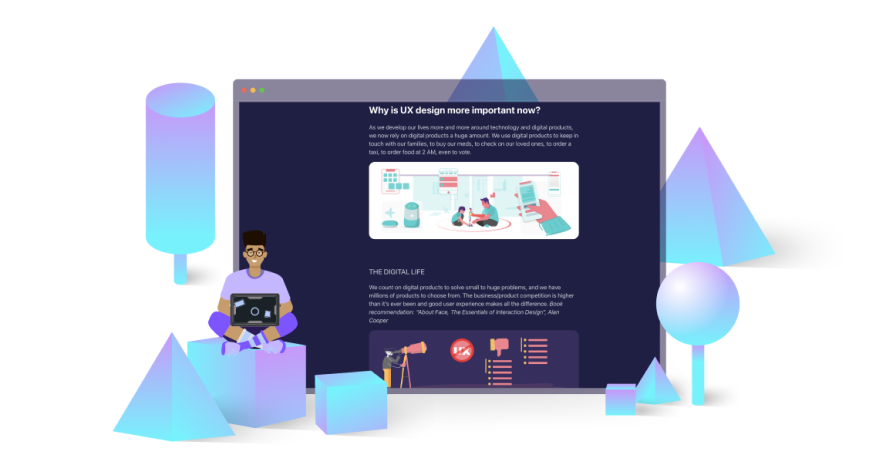 Why is UX design more important now?
As we develop our lives more and more around technology and digital products,
we now rely on digital products a huge amount. We use digital products to keep in
touch with our families, to buy our meds, to check on our loved ones, to order a
taxi, to order food at 2 AM, even to vote.
THE DIGITAL LIFE
We count on digital products to solve small to huge problems, and we have
millions of products to choose from. The business/product competition is higher
than it's ever been and good user experience makes all the difference. Book
recommendation: "About Face, The Essentials of Interaction Design", Alan
Cooper
UX